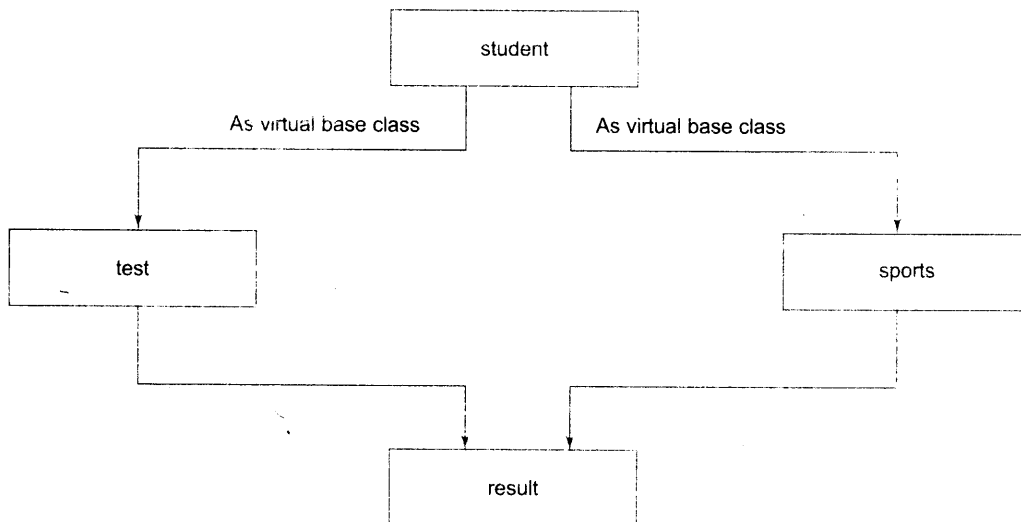 student
As virtual base class
As virtual base class
test
sports
result